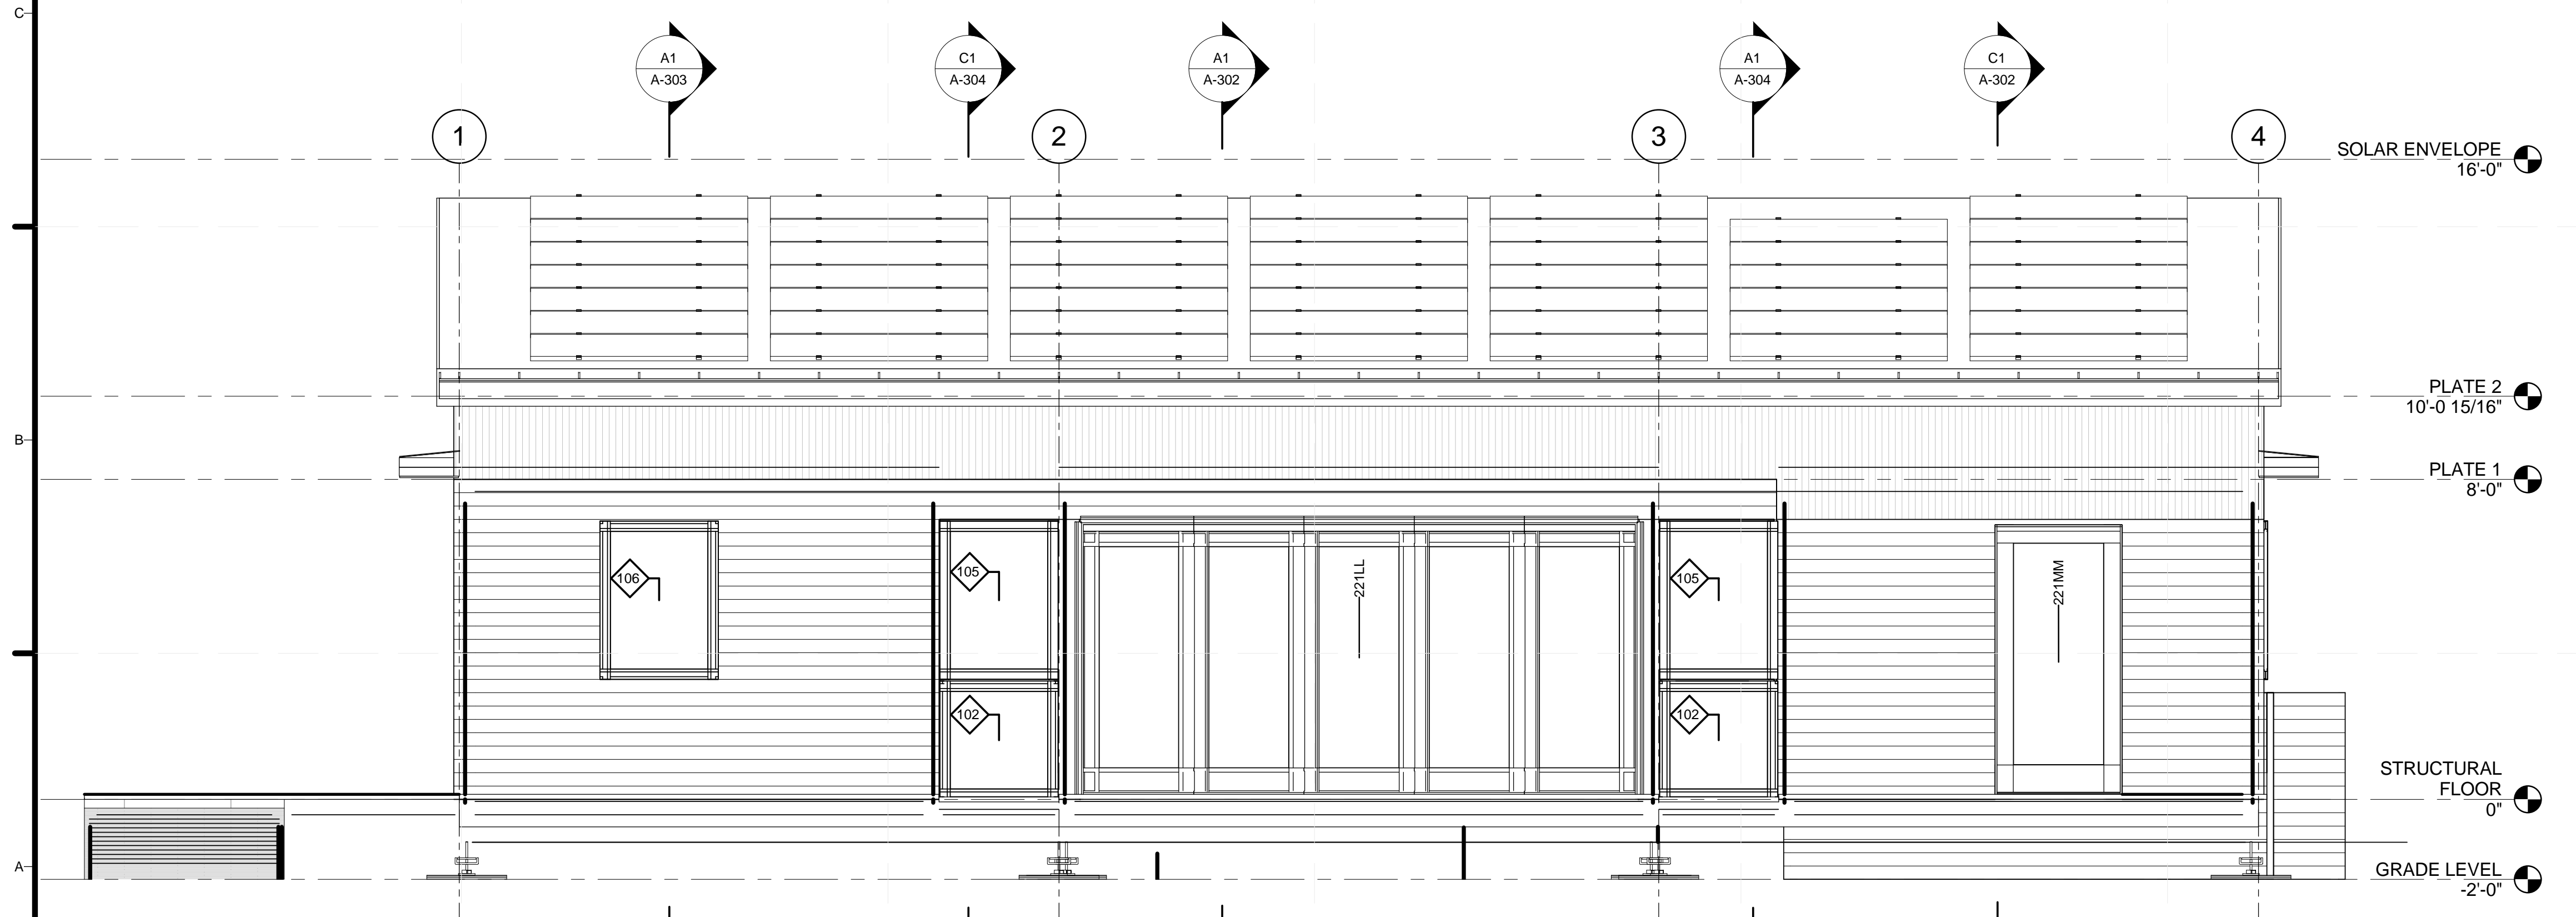 C
A1
A-303
C1
A-304
A1
A-302
A1
A-304
C1
A-302
1
2
3
4
SOLAR ENVELOPE
16'-0"
PLATE 2
10'-0 15/16"
B
PLATE 1
8'-0"
106
105
221LL
105
221MM
102
102
STRUCTURAL
FLOOR
0"
A
GRADE LEVEL
-2'-0"